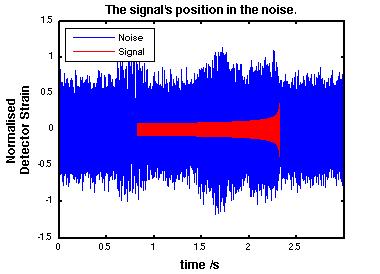 The signal's position in the noise.
Noise
Signal
Normalised
Detector Strain
1.5
1
0.5
0
-0.5
-1
-1.5
0
0.5
1
1.5
2
2.5
time /s